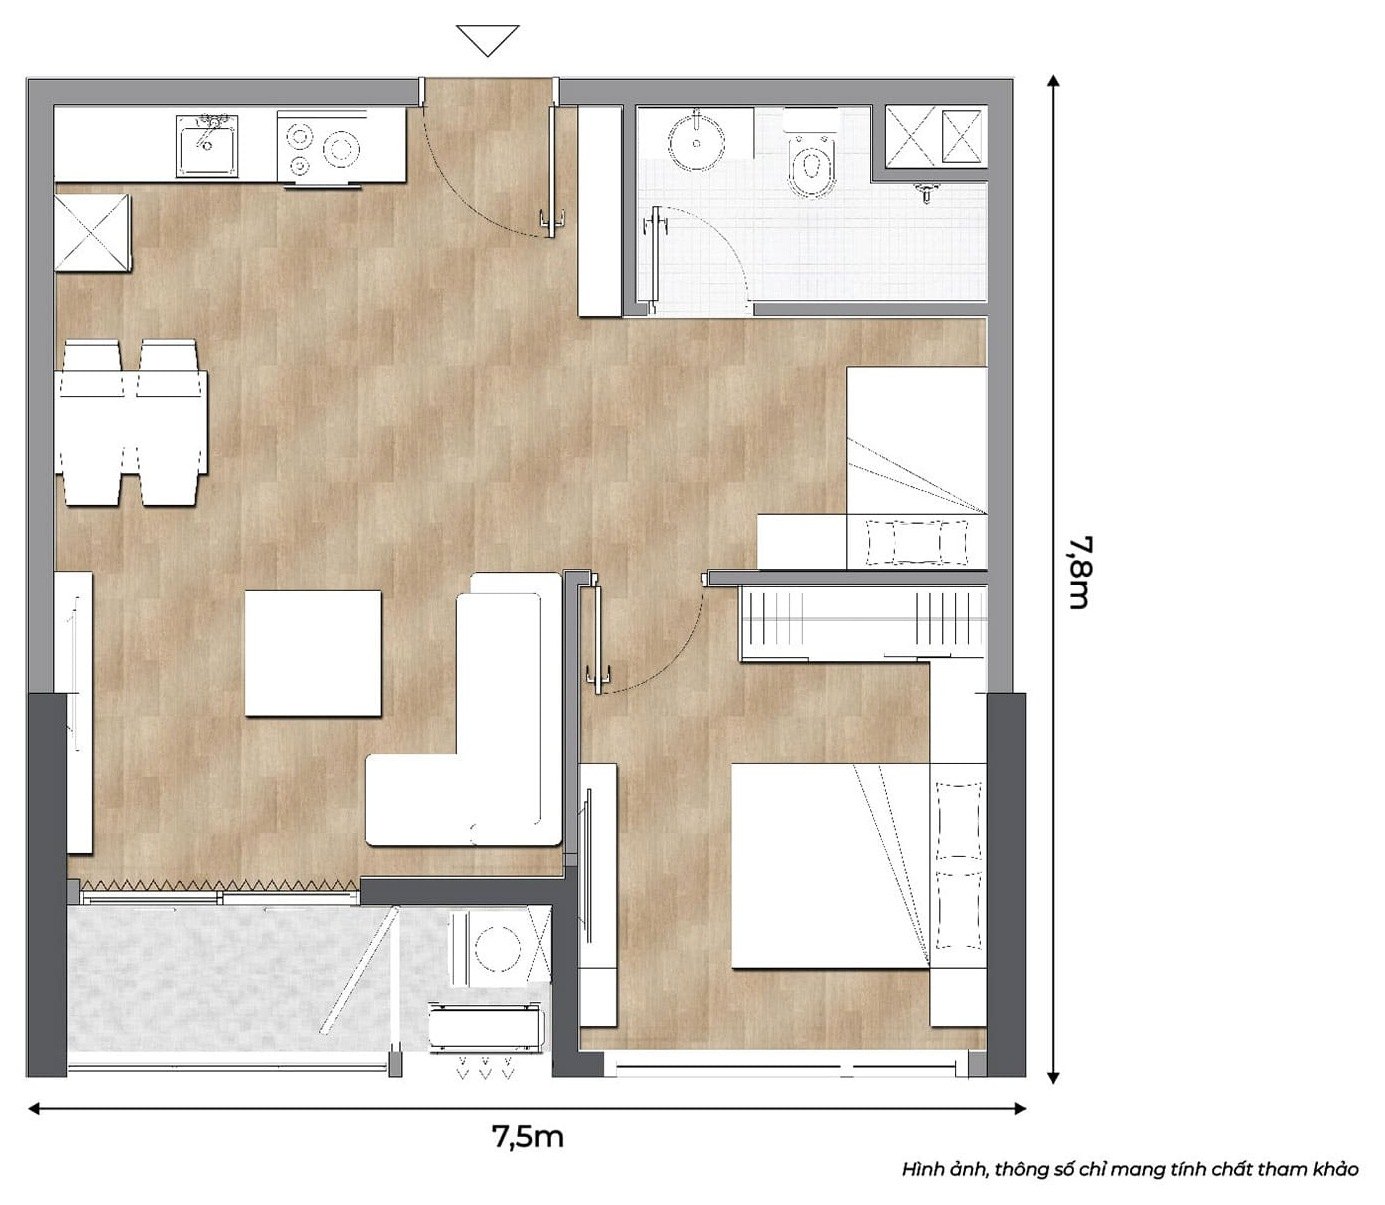 7,8m
7,5m
Hình ảnh, thông số chỉ mang tính chất tham khảo